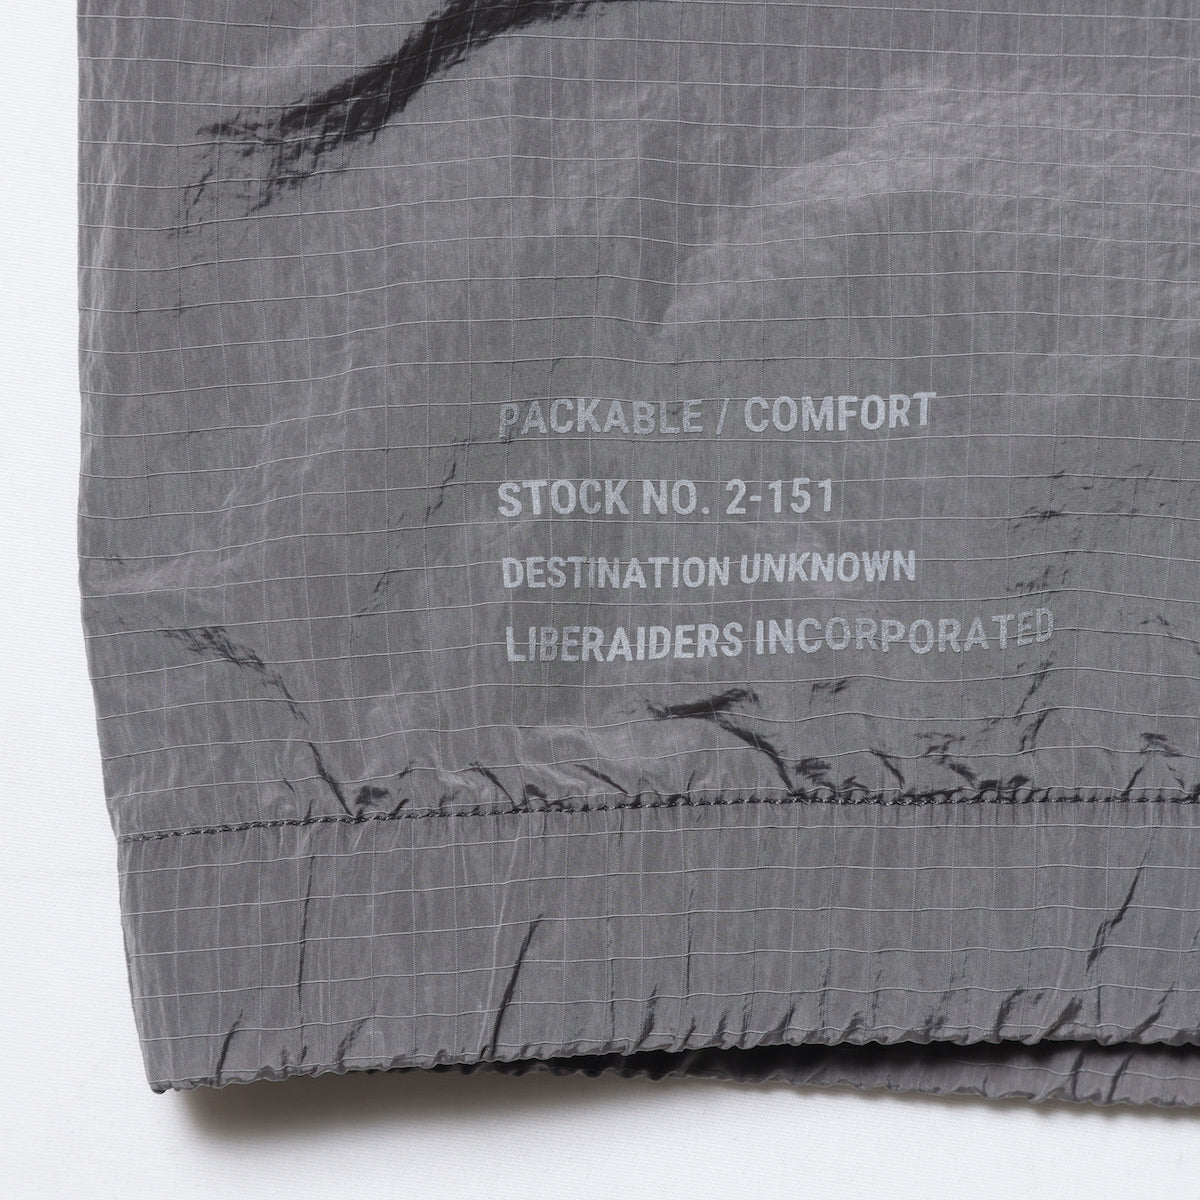 PACKABLE / COMFORT
STOCK NO. 2-151
DESTINATION UNKNOWN
LIBERAIDERS INCORPORATED